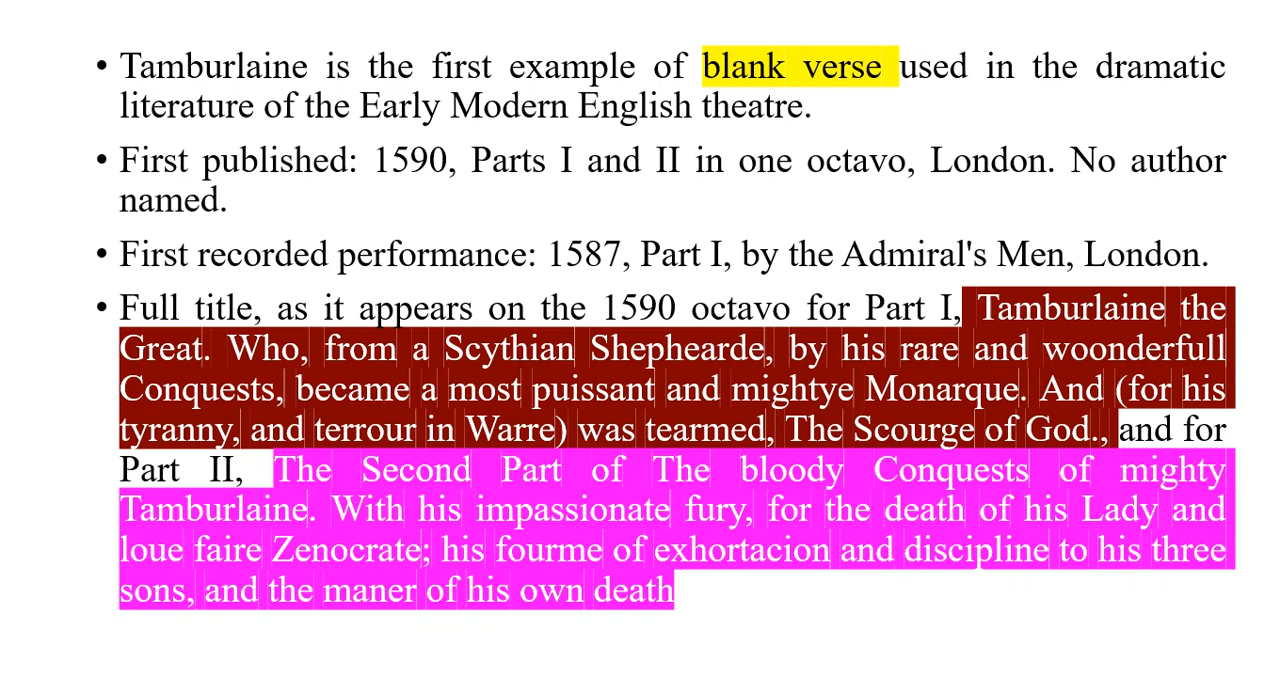 • Tamburlaine is the first example of blank verse used in the dramatic
literature of the Early Modern English theatre.
• First published: 1590, Parts I and II in one octavo, London. No author
named.
• First recorded performance: 1587, Part I, by the Admiral's Men, London.
• Full title, as it appears on the 1590 octavo for Part I, Tamburlaine the
Great. Who, from a Scythian Shephearde, by his rare and woonderfull
Conquests, became a most puissant and mightye Monarque. And (for his
tyranny, and terrour in Warre) was tearmed, The Scourge of God., and for
Part II, The Second Part of The bloody Conquests of mighty
Tamburlaine. With his impassionate fury, for the death of his Lady and
loue faire Zenocrate; his fourme of exhortacion and discipline to his three
sons, and the maner of his own death